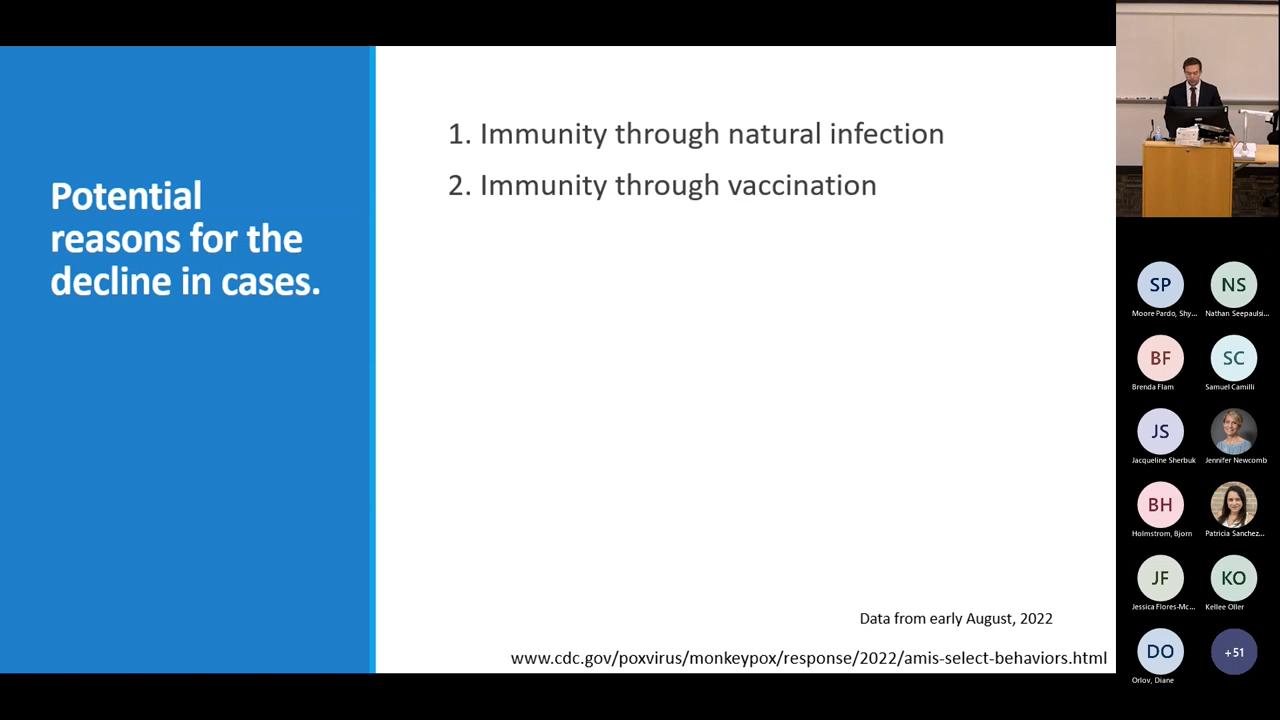 Potential
reasons for the
decline in cases.
1. Immunity through natural infection
2. Immunity through vaccination
Data from early August, 2022
www.cdc.gov/poxvirus/monkeypox/response/2022/amis-select-behaviors.html
SP
Moore Pardo, Shy...
NS
Nathan Seepaulsi...
BF
Brenda Flam
SC
Samuel Camilli
JS
Jacqueline Sherbuk
Jennifer Newcomb
BH
Holmstrom, Bjorn
Patricia Sanchez...
JF
Jessica Flores-Mc...
KO
Kellee Oller
DO
Orlov, Diane
+51